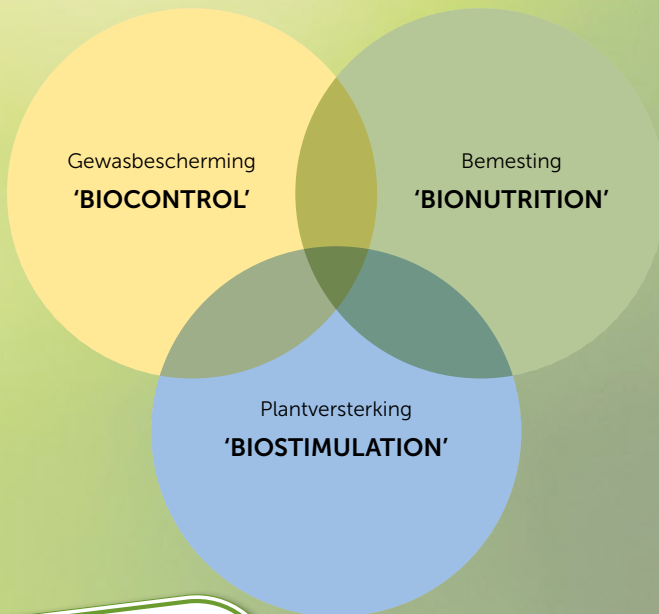 Gewasbescherming
‘BIOCONTROL’
Bemesting
‘BIONUTRITION’
Plantversterking
‘BIOSTIMULATION’